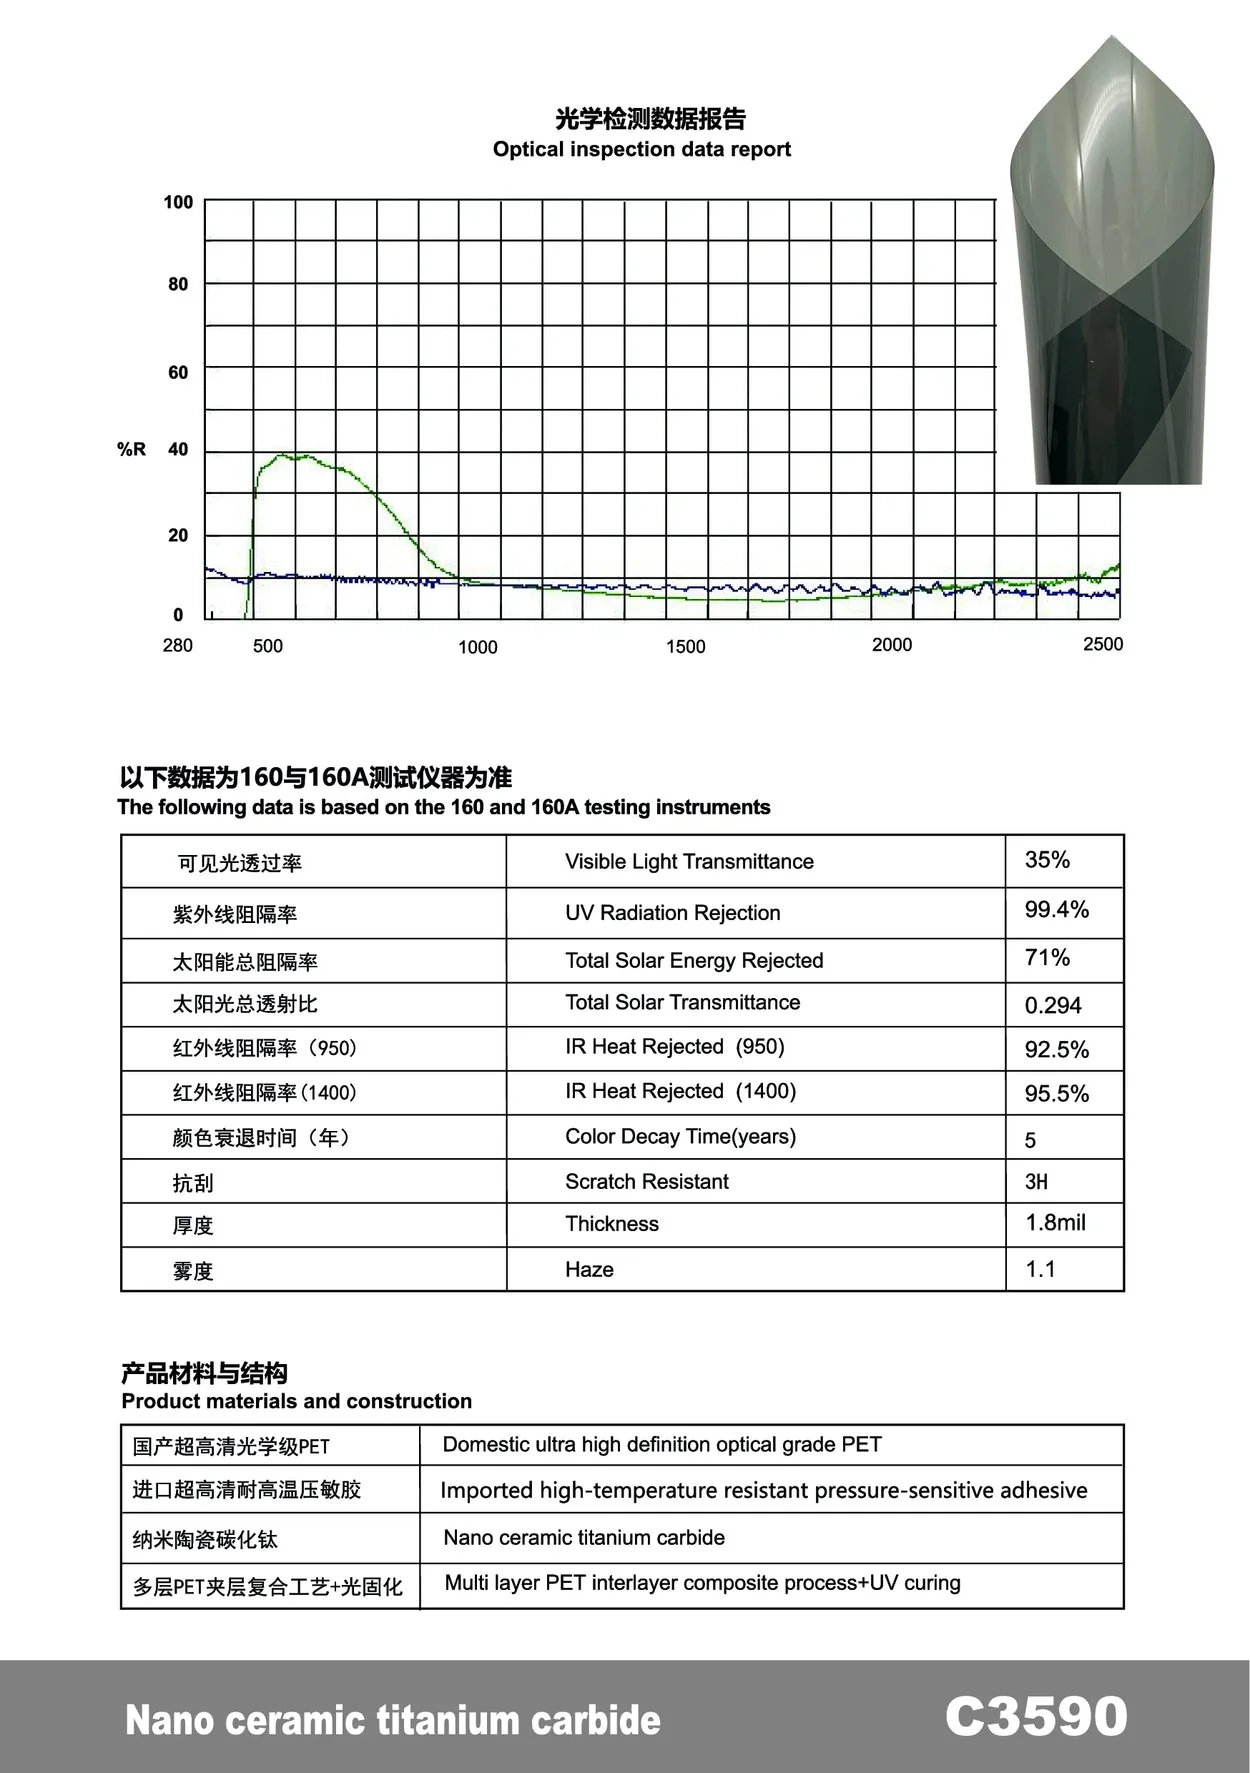 光学检测数据报告
Optical inspection data report
100
80
60
%R 40
20
0
280 500 1000 1500 2000 2500
以下数据为160与160A测试仪器为准
The following data is based on the 160 and 160A testing instruments
可见光透过率 Visible Light Transmittance 35%
紫外线阻隔率 UV Radiation Rejection 99.4%
太阳能总阻隔率 Total Solar Energy Rejected 71%
太阳光总透射比 Total Solar Transmittance 0.294
红外线阻隔率（950） IR Heat Rejected (950) 92.5%
红外线阻隔率(1400) IR Heat Rejected (1400) 95.5%
颜色衰退时间（年） Color Decay Time(years) 5
抗刮 Scratch Resistant 3H
厚度 Thickness 1.8mil
雾度 Haze 1.1
产品材料与结构
Product materials and construction
国产超高清光学级PET Domestic ultra high definition optical grade PET
进口超高清耐高温压敏胶 Imported high-temperature resistant pressure-sensitive adhesive
纳米陶瓷碳化钛 Nano ceramic titanium carbide
多层PET夹层复合工艺+光固化 Multi layer PET interlayer composite process+UV curing
Nano ceramic titanium carbide C3590